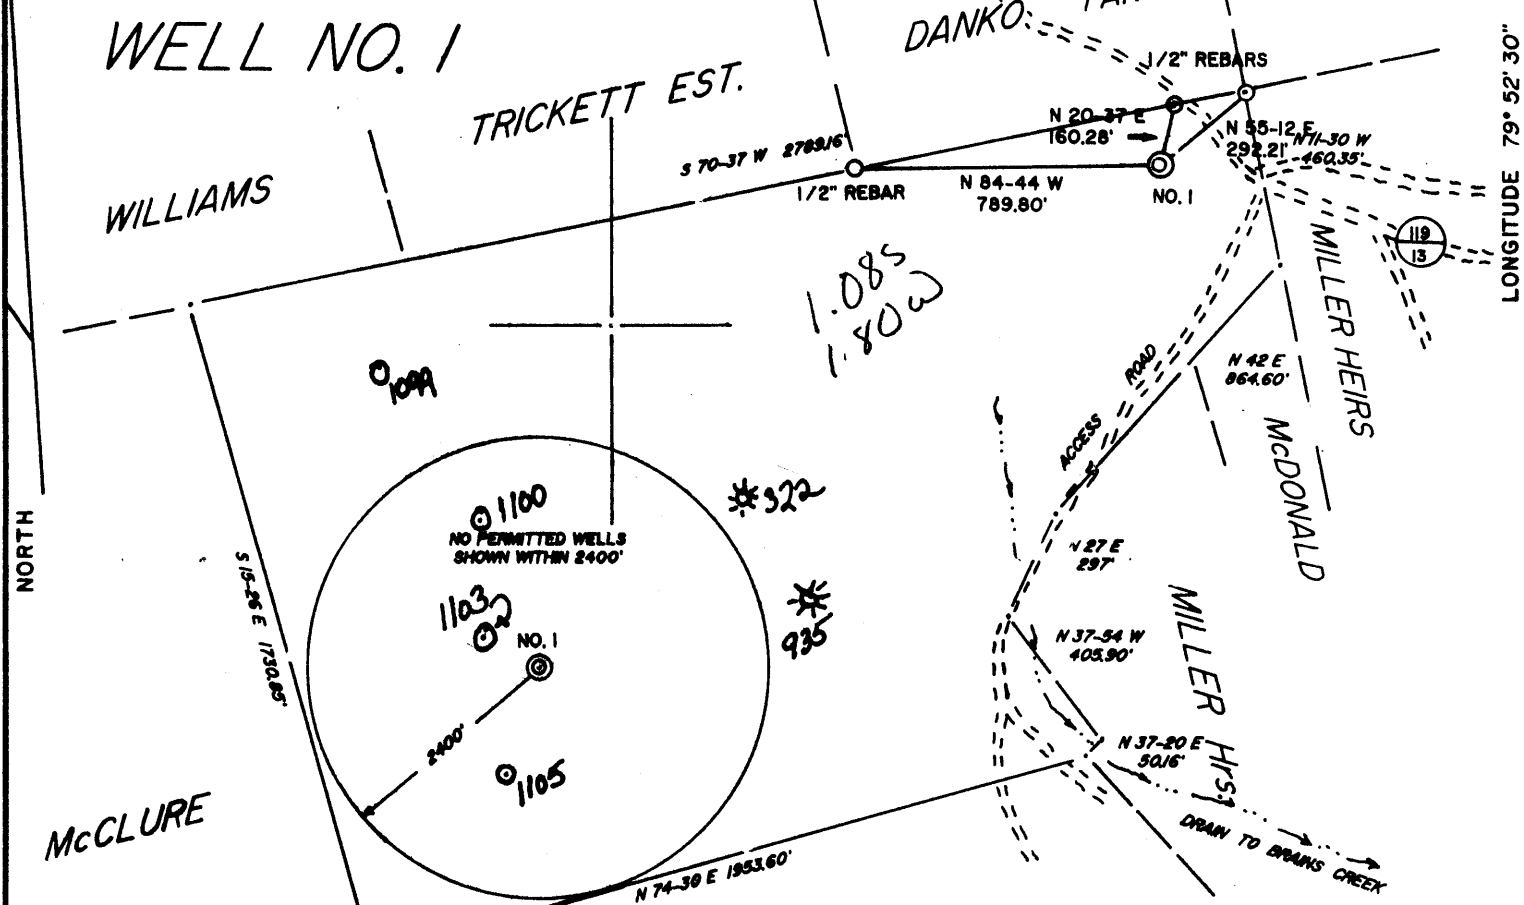 WELL NO. 1
DANKO
1/2" REBARS
LONGITUDE 79° 52' 30"
TRICKETT EST.
N 20-37 E
160.28'
N 55-12 E
292.21'
N 71-30 W
460.35'
S 70-37 W 2789.16'
WILLIAMS
1/2" REBAR
N 84-44 W
789.80'
NO. 1
119
13
MILLER HEIRS
1.08s
1.80w
1099
ROAD
ACCESS
N 42 E
864.60'
McDONALD
1100
322
NO PERMITTED WELLS
SHOWN WITHIN 2400'
NORTH
S 15-26 E 1730.85'
N 27 E
297'
1103
2
935
NO. 1
N 37-54 W
405.90'
MILLER Hrs.
2400'
N 37-20 E
50.16'
1105
McCLURE
DRAIN TO BRAINS CREEK
N 74-30 E 1953.60'